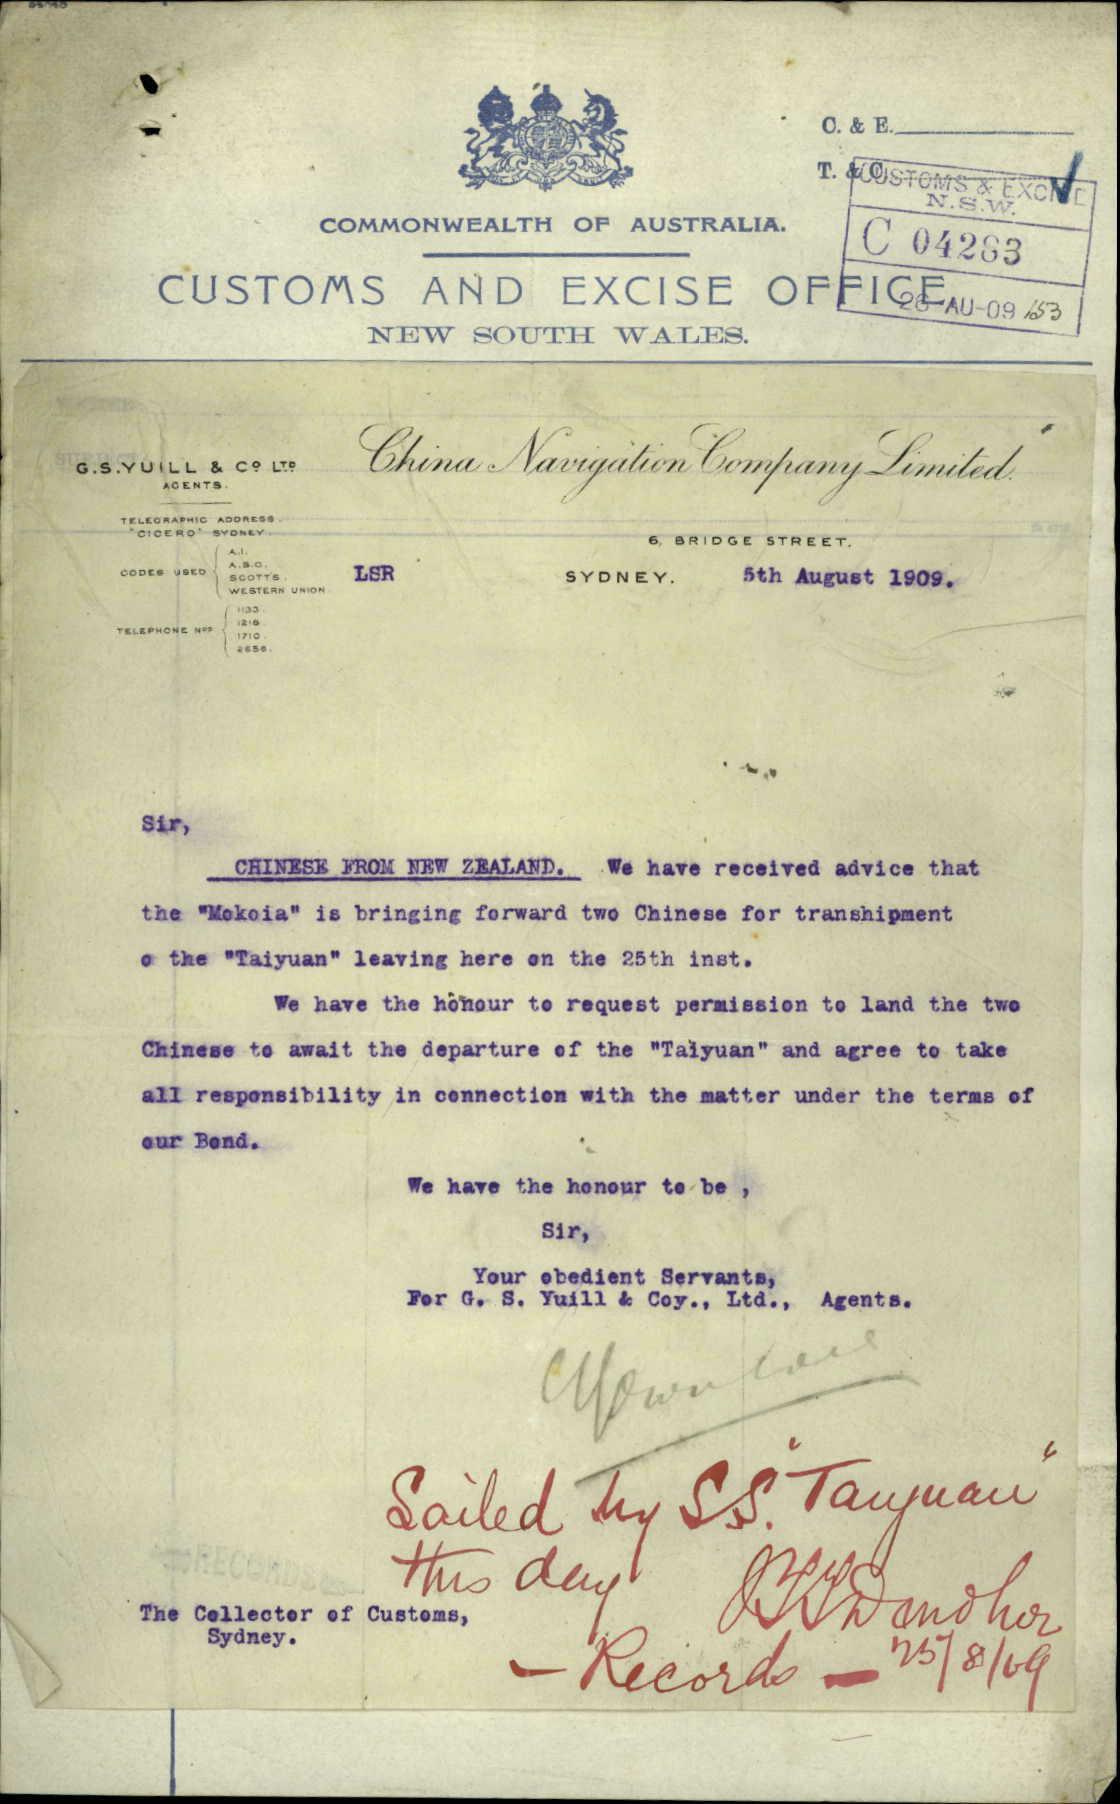 C. & E.
T. & C.
CUSTOMS & EXCISE
N.S.W.
C 04283
26-AU-09 153
COMMONWEALTH OF AUSTRALIA.
CUSTOMS AND EXCISE OFFICE,
NEW SOUTH WALES.
G.S. YUILL & Co LTD
AGENTS.
China Navigation Company Limited.
TELEGRAPHIC ADDRESS.
"CICERO" SYDNEY.
6, BRIDGE STREET.
CODES USED
A.I.
A.B.C.
SCOTTS.
WESTERN UNION
LSR
SYDNEY. 5th August 1909.
TELEPHONE Nos
1133.
1216.
1710.
2656.
Sir,
CHINESE FROM NEW ZEALAND. We have received advice that
the "Mokoia" is bringing forward two Chinese for transhipment
o the "Taiyuan" leaving here on the 25th inst.
We have the honour to request permission to land the two
Chinese to await the departure of the "Taiyuan" and agree to take
all responsibility in connection with the matter under the terms of
our Bond.
We have the honour to be ,
Sir,
Your obedient Servants,
For G. S. Yuill & Coy., Ltd., Agents.
Sailed by S.S. "Taiyuan"
this day
RECORDS
Donohoe
The Collector of Customs,
Sydney.
- Records - 25/8/09